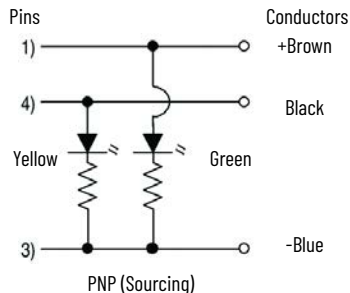 Pins Conductors
1) +Brown
4) Black
Yellow Green
3) -Blue
PNP (Sourcing)